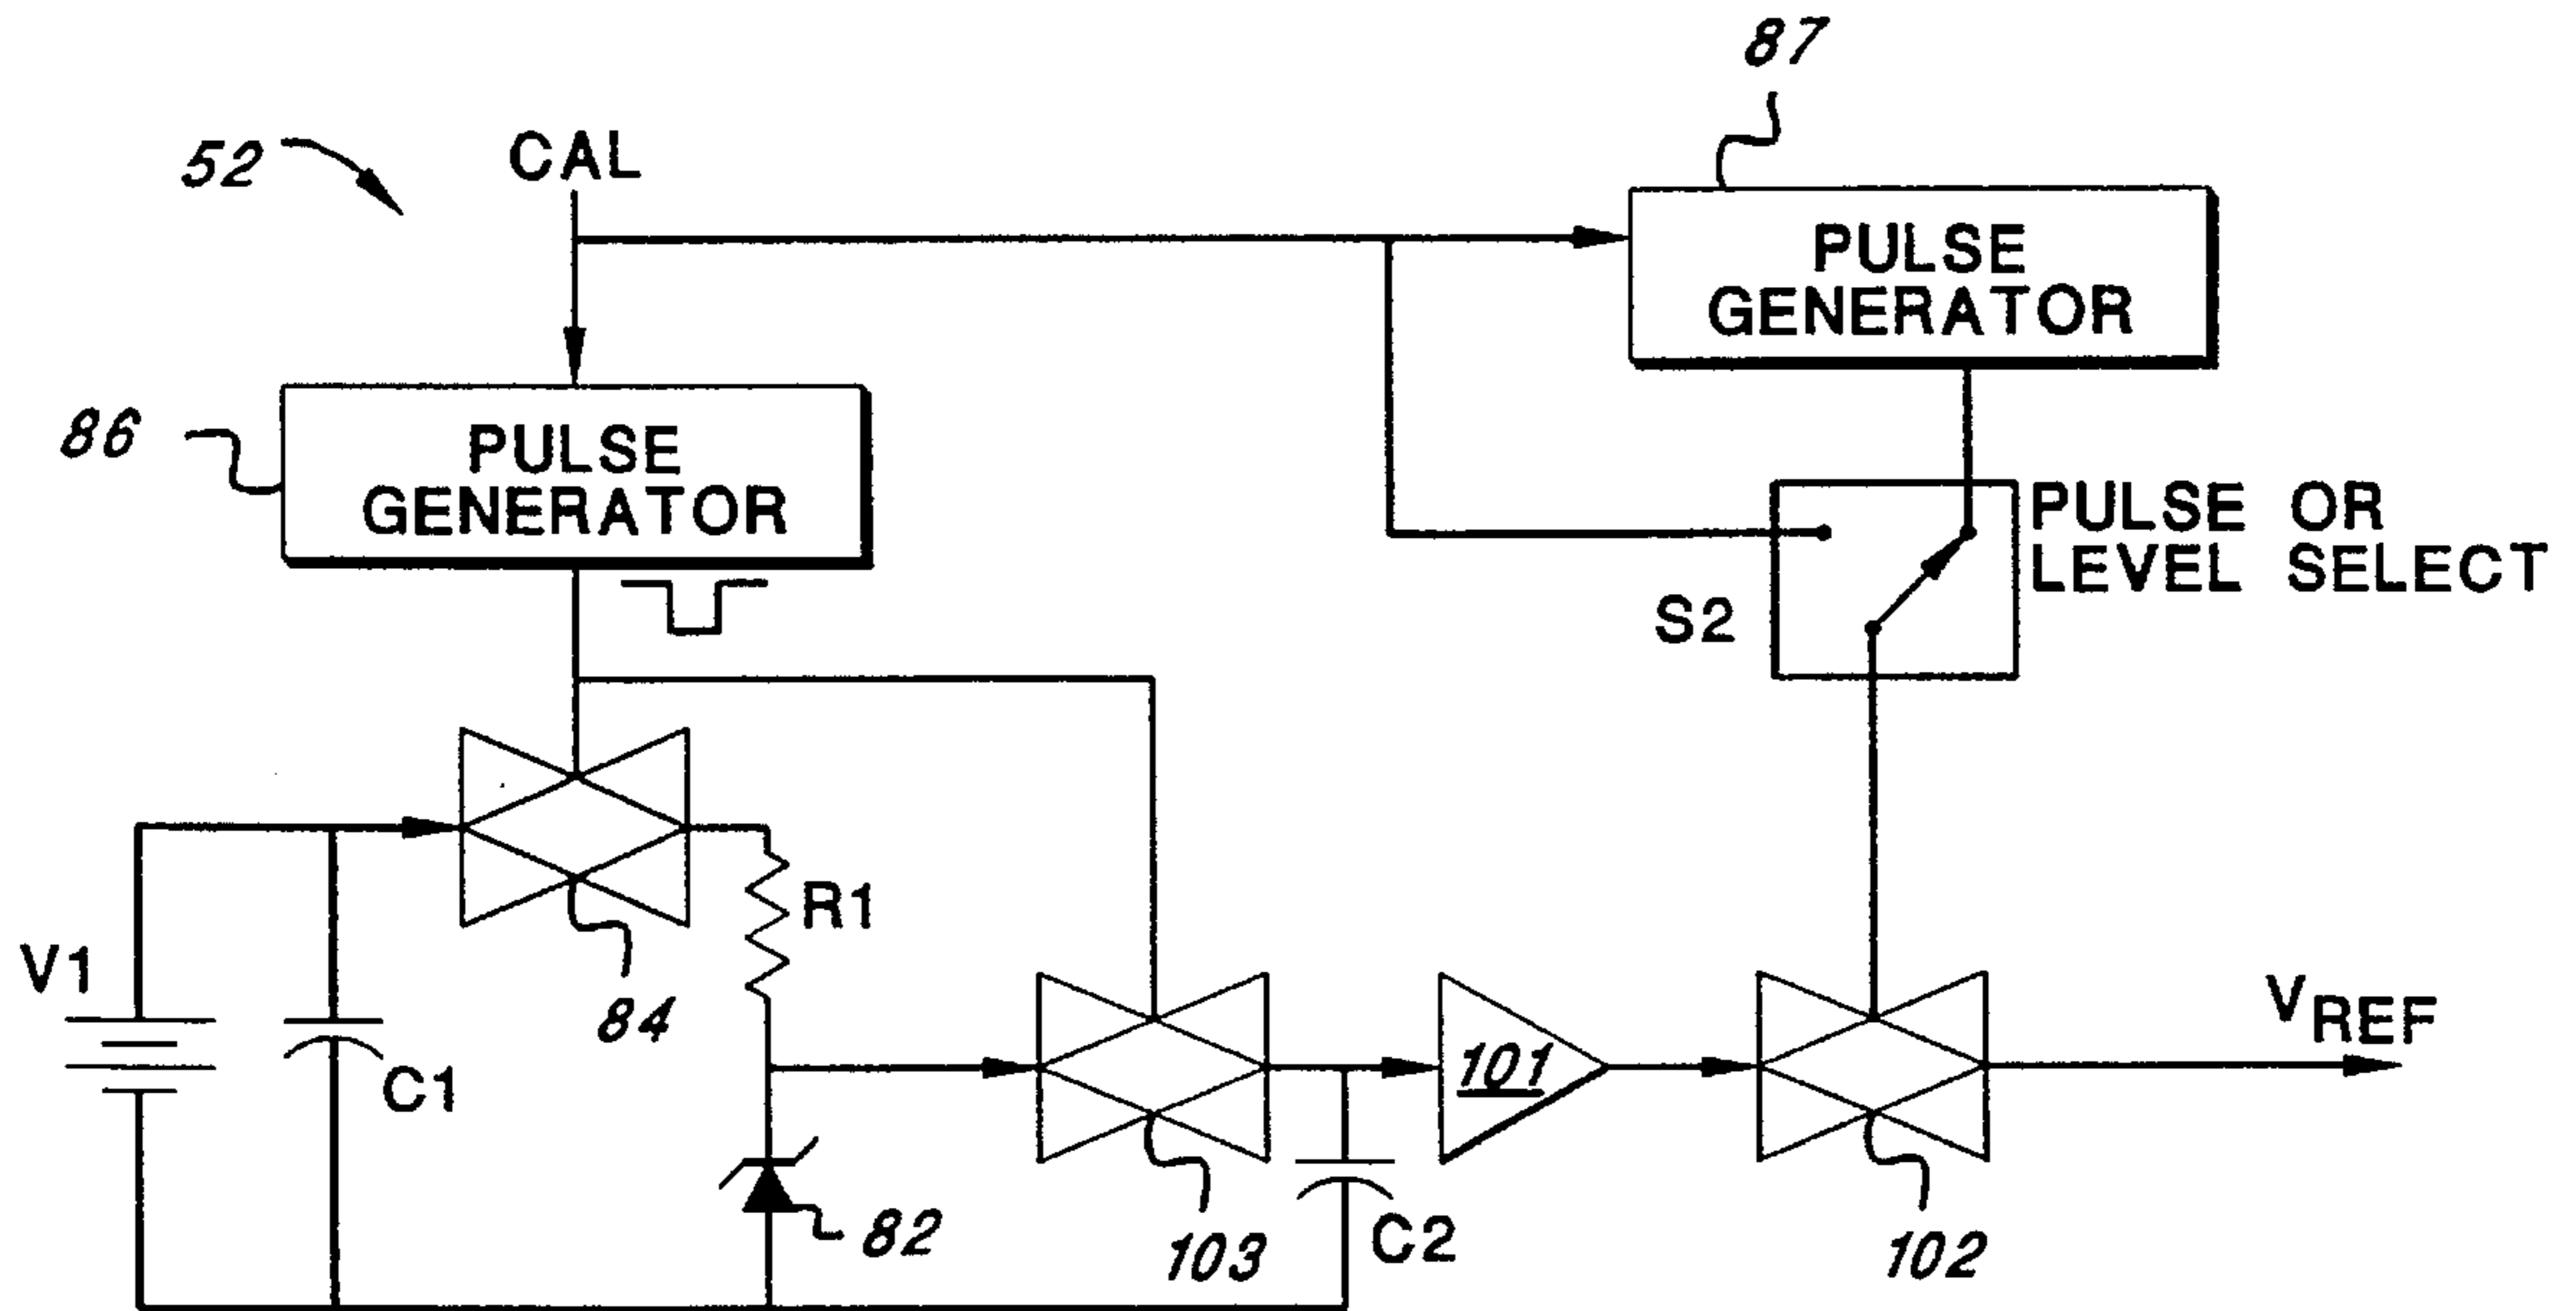 87
52
CAL
PULSE
GENERATOR
86
PULSE
GENERATOR
PULSE OR
LEVEL SELECT
S2
R1
V1
84
C1
101
VREF
82
103
C2
102